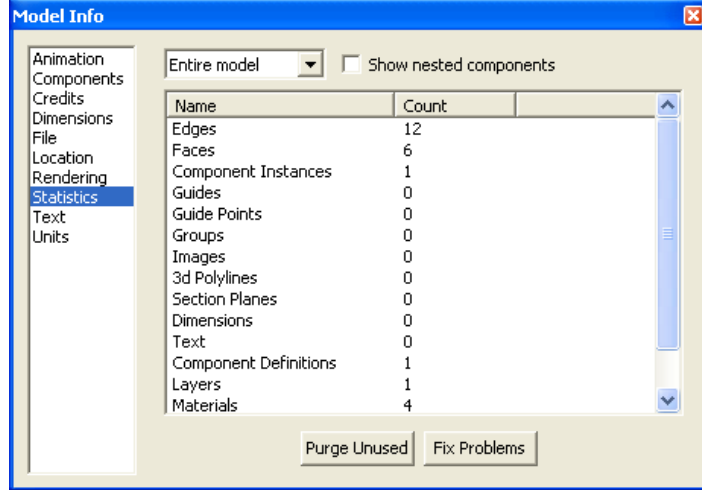 Model Info
Animation
Components
Credits
Dimensions
File
Location
Rendering
Statistics
Text
Units
Entire model
Show nested components
Name Count
Edges 12
Faces 6
Component Instances 1
Guides 0
Guide Points 0
Groups 0
Images 0
3d Polylines 0
Section Planes 0
Dimensions 0
Text 0
Component Definitions 1
Layers 1
Materials 4
Purge Unused Fix Problems